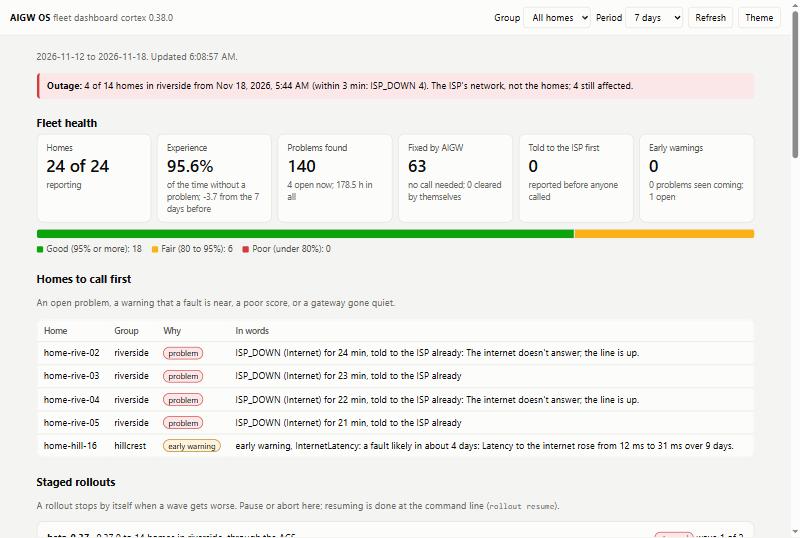 AIGW OS fleet dashboard cortex 0.38.0 Group All homes Period 7 days Refresh Theme
2026-11-12 to 2026-11-18. Updated 6:08:57 AM.
Outage: 4 of 14 homes in riverside from Nov 18, 2026, 5:44 AM (within 3 min: ISP_DOWN 4). The ISP's network, not the homes; 4 still affected.
Fleet health
Homes
24 of 24
reporting
Experience
95.6%
of the time without a
problem; -3.7 from the 7
days before
Problems found
140
4 open now; 178.5 h in
all
Fixed by AIGW
63
no call needed; 0 cleared
by themselves
Told to the ISP first
0
reported before anyone
called
Early warnings
0
0 problems seen coming;
1 open
Good (95% or more): 18 Fair (80 to 95%): 6 Poor (under 80%): 0
Homes to call first
An open problem, a warning that a fault is near, a poor score, or a gateway gone quiet.
Home Group Why In words
home-rive-02 riverside problem ISP_DOWN (Internet) for 24 min, told to the ISP already: The internet doesn't answer; the line is up.
home-rive-03 riverside problem ISP_DOWN (Internet) for 23 min, told to the ISP already
home-rive-04 riverside problem ISP_DOWN (Internet) for 22 min, told to the ISP already: The internet doesn't answer; the line is up.
home-rive-05 riverside problem ISP_DOWN (Internet) for 21 min, told to the ISP already
home-hill-16 hillcrest early warning early warning, InternetLatency: a fault likely in about 4 days: Latency to the internet rose from 12 ms to 31 ms over 9 days.
Staged rollouts
A rollout stops by itself when a wave gets worse. Pause or abort here; resuming is done at the command line (rollout resume).